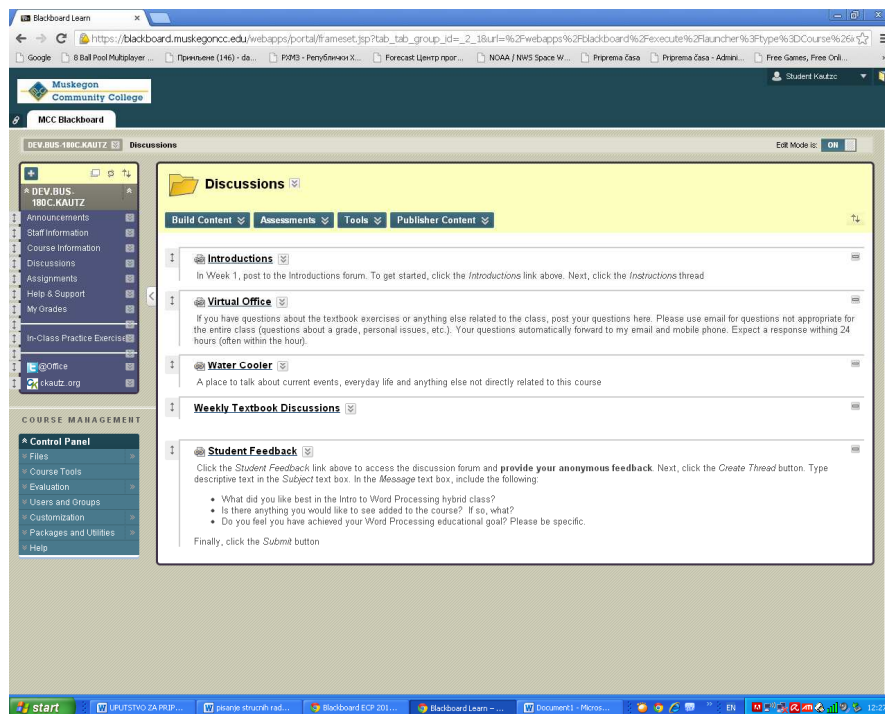 Blackboard Learn
https://blackboard.muskegoncc.edu/webapps/portal/frameset.jsp?tab_tab_group_id=_2_1&url=%2Fwebapps%2Fblackboard%2Fexecute%2Flauncher%3Ftype%3DCourse%26
Google 8 Ball Pool Multiplayer ... Примљене (146) - da... РХМЗ - Републички Х... Forecast Центр прог... NOAA / NWS Space W... Priprema časa Priprema časa - Admini... Free Games, Free Onli...
Muskegon
Community College
Student Kautzc
MCC Blackboard
DEV.BUS-180C.KAUTZ Discussions Edit Mode is: ON
DEV.BUS-
180C.KAUTZ
Announcements
Staff Information
Course Information
Discussions
Assignments
Help & Support
My Grades
In-Class Practice Exercise
@Office
ckautz.org
COURSE MANAGEMENT
Control Panel
Files
Course Tools
Evaluation
Users and Groups
Customization
Packages and Utilities
Help
Discussions
Build Content Assessments Tools Publisher Content
Introductions
In Week 1, post to the Introductions forum. To get started, click the Introductions link above. Next, click the Instructions thread
Virtual Office
If you have questions about the textbook exercises or anything else related to the class, post your questions here. Please use email for questions not appropriate for
the entire class (questions about a grade, personal issues, etc.). Your questions automatically forward to my email and mobile phone. Expect a response withing 24
hours (often within the hour).
Water Cooler
A place to talk about current events, everyday life and anything else not directly related to this course
Weekly Textbook Discussions
Student Feedback
Click the Student Feedback link above to access the discussion forum and provide your anonymous feedback. Next, click the Create Thread button. Type
descriptive text in the Subject text box. In the Message text box, include the following:
• What did you like best in the Intro to Word Processing hybrid class?
• Is there anything you would like to see added to the course? If so, what?
• Do you feel you have achieved your Word Processing educational goal? Please be specific.
Finally, click the Submit button
start UPUTSTVO ZA PRIP... pisanje strucnih rad... Blackboard ECP 201... Blackboard Learn – ... Document1 - Micros... EN